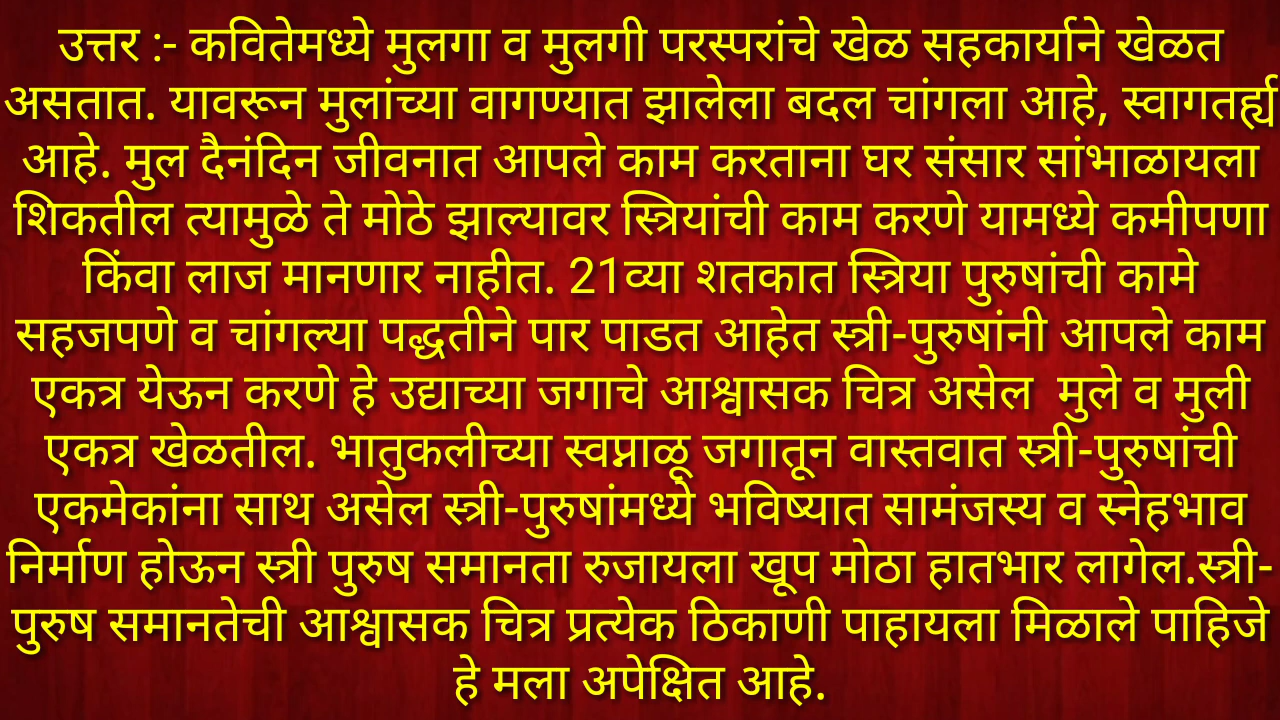 उत्तर :- कवितेमध्ये मुलगा व मुलगी परस्परांचे खेळ सहकार्याने खेळत
असतात. यावरून मुलांच्या वागण्यात झालेला बदल चांगला आहे, स्वागतर्ह्य
आहे. मुल दैनंदिन जीवनात आपले काम करताना घर संसार सांभाळायला
शिकतील त्यामुळे ते मोठे झाल्यावर स्त्रियांची काम करणे यामध्ये कमीपणा
किंवा लाज मानणार नाहीत. 21व्या शतकात स्त्रिया पुरुषांची कामे
सहजपणे व चांगल्या पद्धतीने पार पाडत आहेत स्त्री-पुरुषांनी आपले काम
एकत्र येऊन करणे हे उद्याच्या जगाचे आश्वासक चित्र असेल  मुले व मुली
एकत्र खेळतील. भातुकलीच्या स्वप्नाळू जगातून वास्तवात स्त्री-पुरुषांची
एकमेकांना साथ असेल स्त्री-पुरुषांमध्ये भविष्यात सामंजस्य व स्नेहभाव
निर्माण होऊन स्त्री पुरुष समानता रुजायला खूप मोठा हातभार लागेल.स्त्री-
पुरुष समानतेची आश्वासक चित्र प्रत्येक ठिकाणी पाहायला मिळाले पाहिजे
हे मला अपेक्षित आहे.